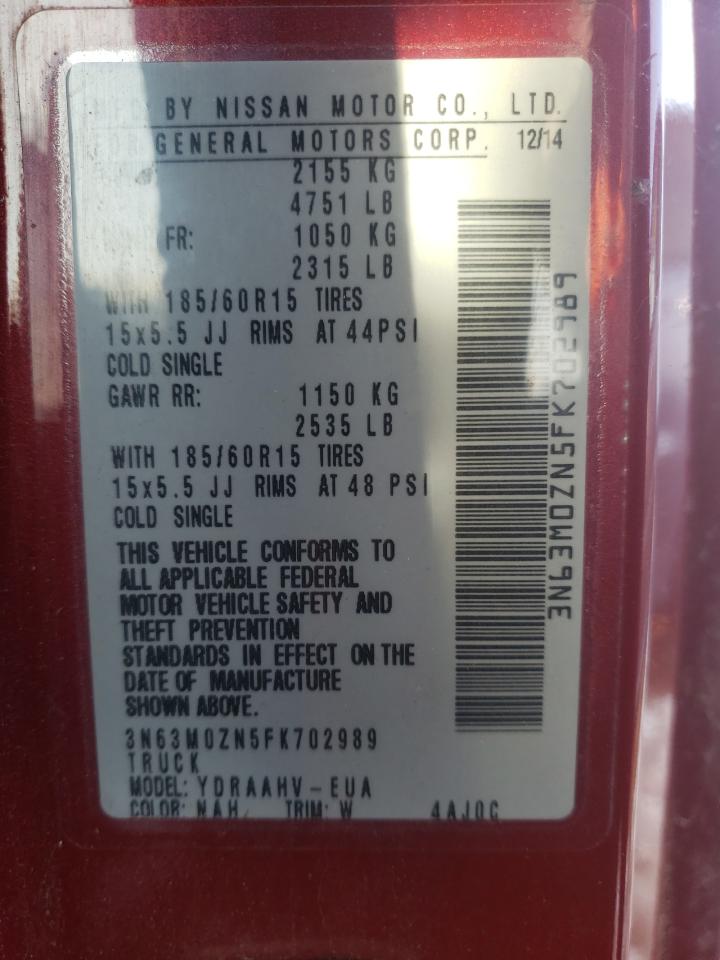 BY NISSAN MOTOR CO., LTD.
GENERAL MOTORS CORP. 12/14
2155 KG
4751 LB
FR: 1050 KG
2315 LB
WITH 185/60R15 TIRES
15x5.5 JJ RIMS AT 44PSI
COLD SINGLE
GAWR RR: 1150 KG
2535 LB
WITH 185/60R15 TIRES
15x5.5 JJ RIMS AT 48 PSI
COLD SINGLE
THIS VEHICLE CONFORMS TO
ALL APPLICABLE FEDERAL
MOTOR VEHICLE SAFETY AND
THEFT PREVENTION
STANDARDS IN EFFECT ON THE
DATE OF MANUFACTURE
SHOWN ABOVE.
3N63M0ZN5FK702989
TRUCK
MODEL: YDRAAHV-EUA
COLOR: NAH TRIM: W 4AJ0C
3N63M0ZN5FK702989